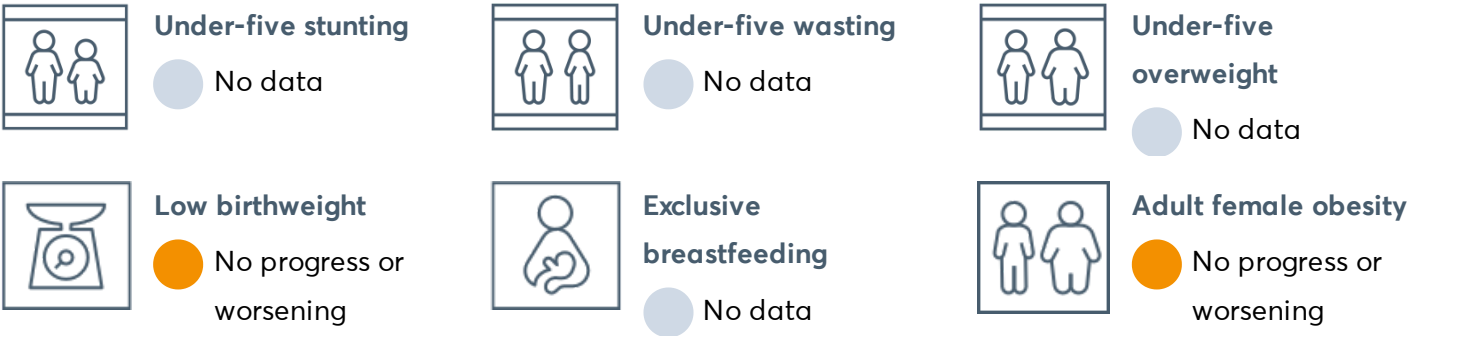 Under-five stunting
No data
Under-five wasting
No data
Under-five
overweight
No data
Low birthweight
No progress or
worsening
Exclusive
breastfeeding
No data
Adult female obesity
No progress or
worsening